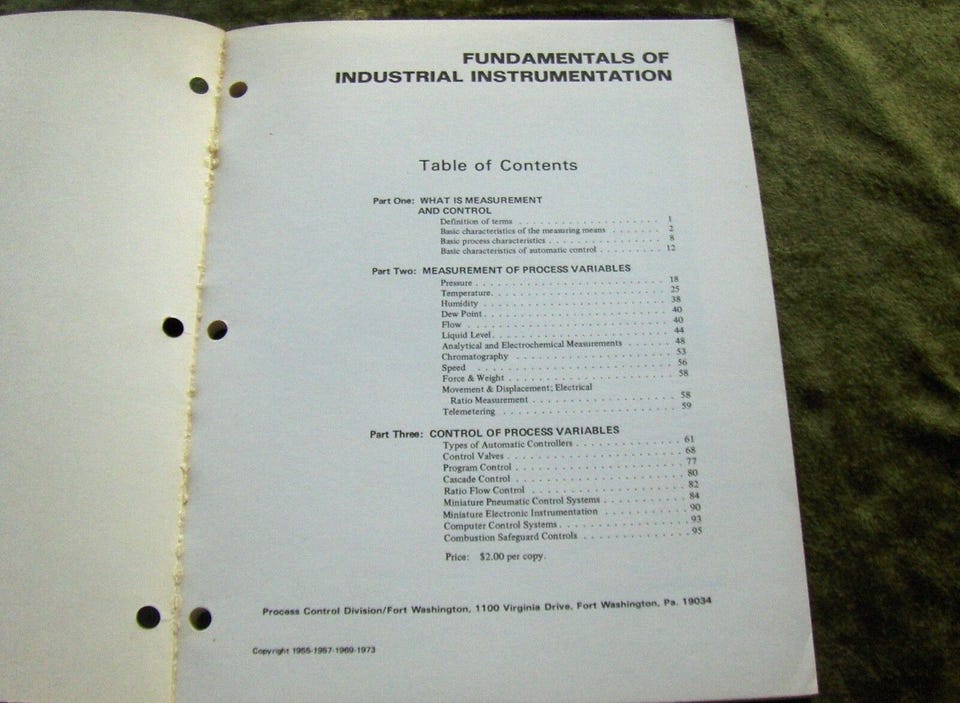 FUNDAMENTALS OF
INDUSTRIAL INSTRUMENTATION
Table of Contents
Part One: WHAT IS MEASUREMENT
AND CONTROL
Definition of terms . . . . . . . . . . . . . . . . . . . . 1
Basic characteristics of the measuring means . . . . . . . 2
Basic process characteristics . . . . . . . . . . . . . . . . 8
Basic characteristics of automatic control . . . . . . . . . 12
Part Two: MEASUREMENT OF PROCESS VARIABLES
Pressure . . . . . . . . . . . . . . . . . . . . . . . . . 18
Temperature. . . . . . . . . . . . . . . . . . . . . . . . 25
Humidity . . . . . . . . . . . . . . . . . . . . . . . . . 38
Dew Point . . . . . . . . . . . . . . . . . . . . . . . . . 40
Flow . . . . . . . . . . . . . . . . . . . . . . . . . . . 40
Liquid Level . . . . . . . . . . . . . . . . . . . . . . . . 44
Analytical and Electrochemical Measurements . . . . . . . 48
Chromatography . . . . . . . . . . . . . . . . . . . . . . 53
Speed . . . . . . . . . . . . . . . . . . . . . . . . . . . 56
Force & Weight . . . . . . . . . . . . . . . . . . . . . . 58
Movement & Displacement; Electrical
Ratio Measurement . . . . . . . . . . . . . . . . . . . . 58
Telemetering . . . . . . . . . . . . . . . . . . . . . . . 59
Part Three: CONTROL OF PROCESS VARIABLES
Types of Automatic Controllers . . . . . . . . . . . . . . 61
Control Valves . . . . . . . . . . . . . . . . . . . . . . . 68
Program Control . . . . . . . . . . . . . . . . . . . . . . 77
Cascade Control . . . . . . . . . . . . . . . . . . . . . . 80
Ratio Flow Control . . . . . . . . . . . . . . . . . . . . 82
Miniature Pneumatic Control Systems . . . . . . . . . . . 84
Miniature Electronic Instrumentation . . . . . . . . . . . 90
Computer Control Systems . . . . . . . . . . . . . . . . . 93
Combustion Safeguard Controls . . . . . . . . . . . . . . 95
Price: $2.00 per copy.
Process Control Division/Fort Washington, 1100 Virginia Drive, Fort Washington, Pa. 19034
Copyright 1955-1957-1969-1973